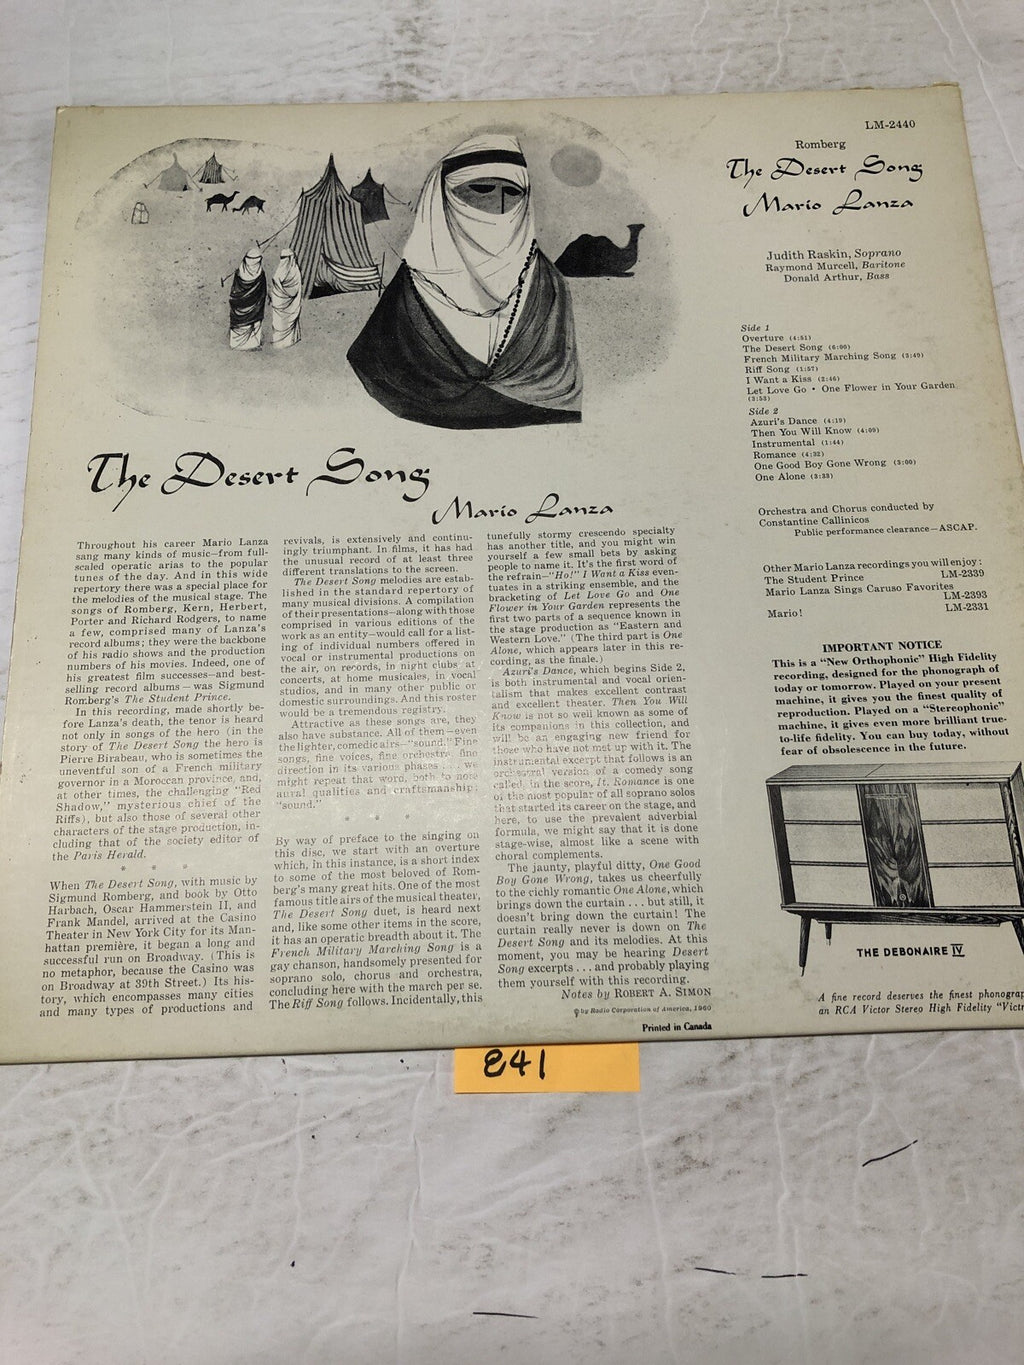 LM-2440
Romberg
The Desert Song
Mario Lanza
Judith Raskin, Soprano
Raymond Murcell, Baritone
Donald Arthur, Bass
Side 1
Overture (4:51)
The Desert Song (6:00)
French Military Marching Song (3:49)
Riff Song (1:57)
I Want a Kiss (2:46)
Let Love Go • One Flower in Your Garden
(3:53)
Side 2
Azuri's Dance (4:19)
Then You Will Know (4:09)
Instrumental (1:44)
Romance (4:32)
One Good Boy Gone Wrong (3:00)
One Alone (3:33)
Orchestra and Chorus conducted by
Constantine Callinicos
Public performance clearance—ASCAP.
Other Mario Lanza recordings you will enjoy:
The Student Prince LM-2339
Mario Lanza Sings Caruso Favorites
LM-2393
Mario! LM-2331
IMPORTANT NOTICE
This is a "New Orthophonic" High Fidelity
recording, designed for the phonograph of
today or tomorrow. Played on your present
machine, it gives you the finest quality of
reproduction. Played on a "Stereophonic"
machine, it gives even more brilliant true-
to-life fidelity. You can buy today, without
fear of obsolescence in the future.
THE DEBONAIRE IV
A fine record deserves the finest phonogra
an RCA Victor Stereo High Fidelity "Victr
The Desert Song
Mario Lanza
Throughout his career Mario Lanza
sang many kinds of music—from full-
scaled operatic arias to the popular
tunes of the day. And in this wide
repertory there was a special place for
the melodies of the musical stage. The
songs of Romberg, Kern, Herbert,
Porter and Richard Rodgers, to name
a few, comprised many of Lanza's
record albums; they were the backbone
of his radio shows and the production
numbers of his movies. Indeed, one of
his greatest film successes—and best-
selling record albums—was Sigmund
Romberg's The Student Prince.
In this recording, made shortly be-
fore Lanza's death, the tenor is heard
not only in songs of the hero (in the
story of The Desert Song the hero is
Pierre Birabeau, who is sometimes the
uneventful son of a French military
governor in a Moroccan province, and,
at other times, the challenging "Red
Shadow," mysterious chief of the
Riffs), but also those of several other
characters of the stage production, in-
cluding that of the society editor of
the Paris Herald.
* * *
When The Desert Song, with music by
Sigmund Romberg, and book by Otto
Harbach, Oscar Hammerstein II, and
Frank Mandel, arrived at the Casino
Theater in New York City for its Man-
hattan première, it began a long and
successful run on Broadway. (This is
no metaphor, because the Casino was
on Broadway at 39th Street.) Its his-
tory, which encompasses many cities
and many types of productions and
revivals, is extensively and continu-
ingly triumphant. In films, it has had
the unusual record of at least three
different translations to the screen.
The Desert Song melodies are estab-
lished in the standard repertory of
many musical divisions. A compilation
of their presentations—along with those
comprised in various editions of the
work as an entity—would call for a list-
ing of individual numbers offered in
vocal or instrumental productions on
the air, on records, in night clubs, at
concerts, at home musicales, in vocal
studios, and in many other public or
domestic surroundings. And this roster
would be a tremendous registry.
Attractive as these songs are, they
also have substance. All of them—even
the lighter, comedic airs—"sound." Fine
songs, fine voices, fine orchestra, fine
direction in its various phases . . . we
might repeat that word, both to note
aural qualities and craftsmanship:
"sound."
* * *
By way of preface to the singing on
this disc, we start with an overture
which, in this instance, is a short index
to some of the most beloved of Rom-
berg's many great hits. One of the most
famous title airs of the musical theater,
The Desert Song duet, is heard next
and, like some other items in the score,
it has an operatic breadth about it. The
French Military Marching Song is a
gay chanson, handsomely presented for
soprano solo, chorus and orchestra,
concluding here with the march per se.
The Riff Song follows. Incidentally, this
tunefully stormy crescendo specialty
has another title, and you might win
yourself a few small bets by asking
people to name it. It's the first word of
the refrain—"Ho!" I Want a Kiss even-
tuates in a striking ensemble, and the
bracketing of Let Love Go and One
Flower in Your Garden represents the
first two parts of a sequence known in
the stage production as "Eastern and
Western Love." (The third part is One
Alone, which appears later in this re-
cording, as the finale.)
Azuri's Dance, which begins Side 2,
is both instrumental and vocal orien-
talism that makes excellent contrast
and excellent theater. Then You Will
Know is not so well known as some of
its companions in this collection, and
will be an engaging new friend for
those who have not met up with it. The
instrumental excerpt that follows is an
orchestral version of a comedy song
called, in the score, It. Romance is one
of the most popular of all soprano solos
that started its career on the stage, and
here, to use the prevalent adverbial
formula, we might say that it is done
stage-wise, almost like a scene with
choral complements.
The jaunty, playful ditty, One Good
Boy Gone Wrong, takes us cheerfully
to the richly romantic One Alone, which
brings down the curtain . . . but still, it
doesn't bring down the curtain! The
curtain really never is down on The
Desert Song and its melodies. At this
moment, you may be hearing Desert
Song excerpts . . . and probably playing
them yourself with this recording.
Notes by ROBERT A. SIMON
℗ by Radio Corporation of America, 1960
Printed in Canada
841